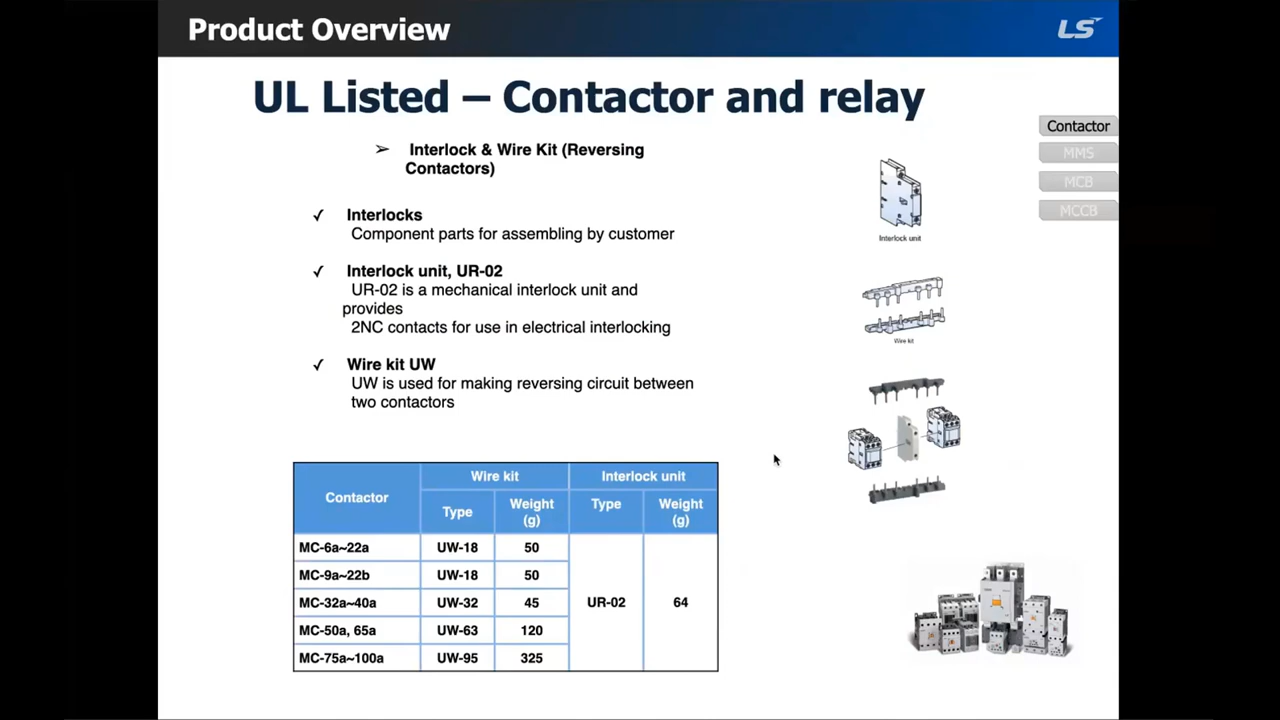 Product Overview
LS
UL Listed – Contactor and relay
Contactor
MMS
MCB
MCCB
➢ Interlock & Wire Kit (Reversing
Contactors)
✓ Interlocks
Component parts for assembling by customer
✓ Interlock unit, UR-02
UR-02 is a mechanical interlock unit and
provides
2NC contacts for use in electrical interlocking
✓ Wire kit UW
UW is used for making reversing circuit between
two contactors
Interlock unit
Wire kit
Contactor Wire kit Interlock unit
Type Weight (g) Type Weight (g)
MC-6a~22a UW-18 50
MC-9a~22b UW-18 50
MC-32a~40a UW-32 45 UR-02 64
MC-50a, 65a UW-63 120
MC-75a~100a UW-95 325